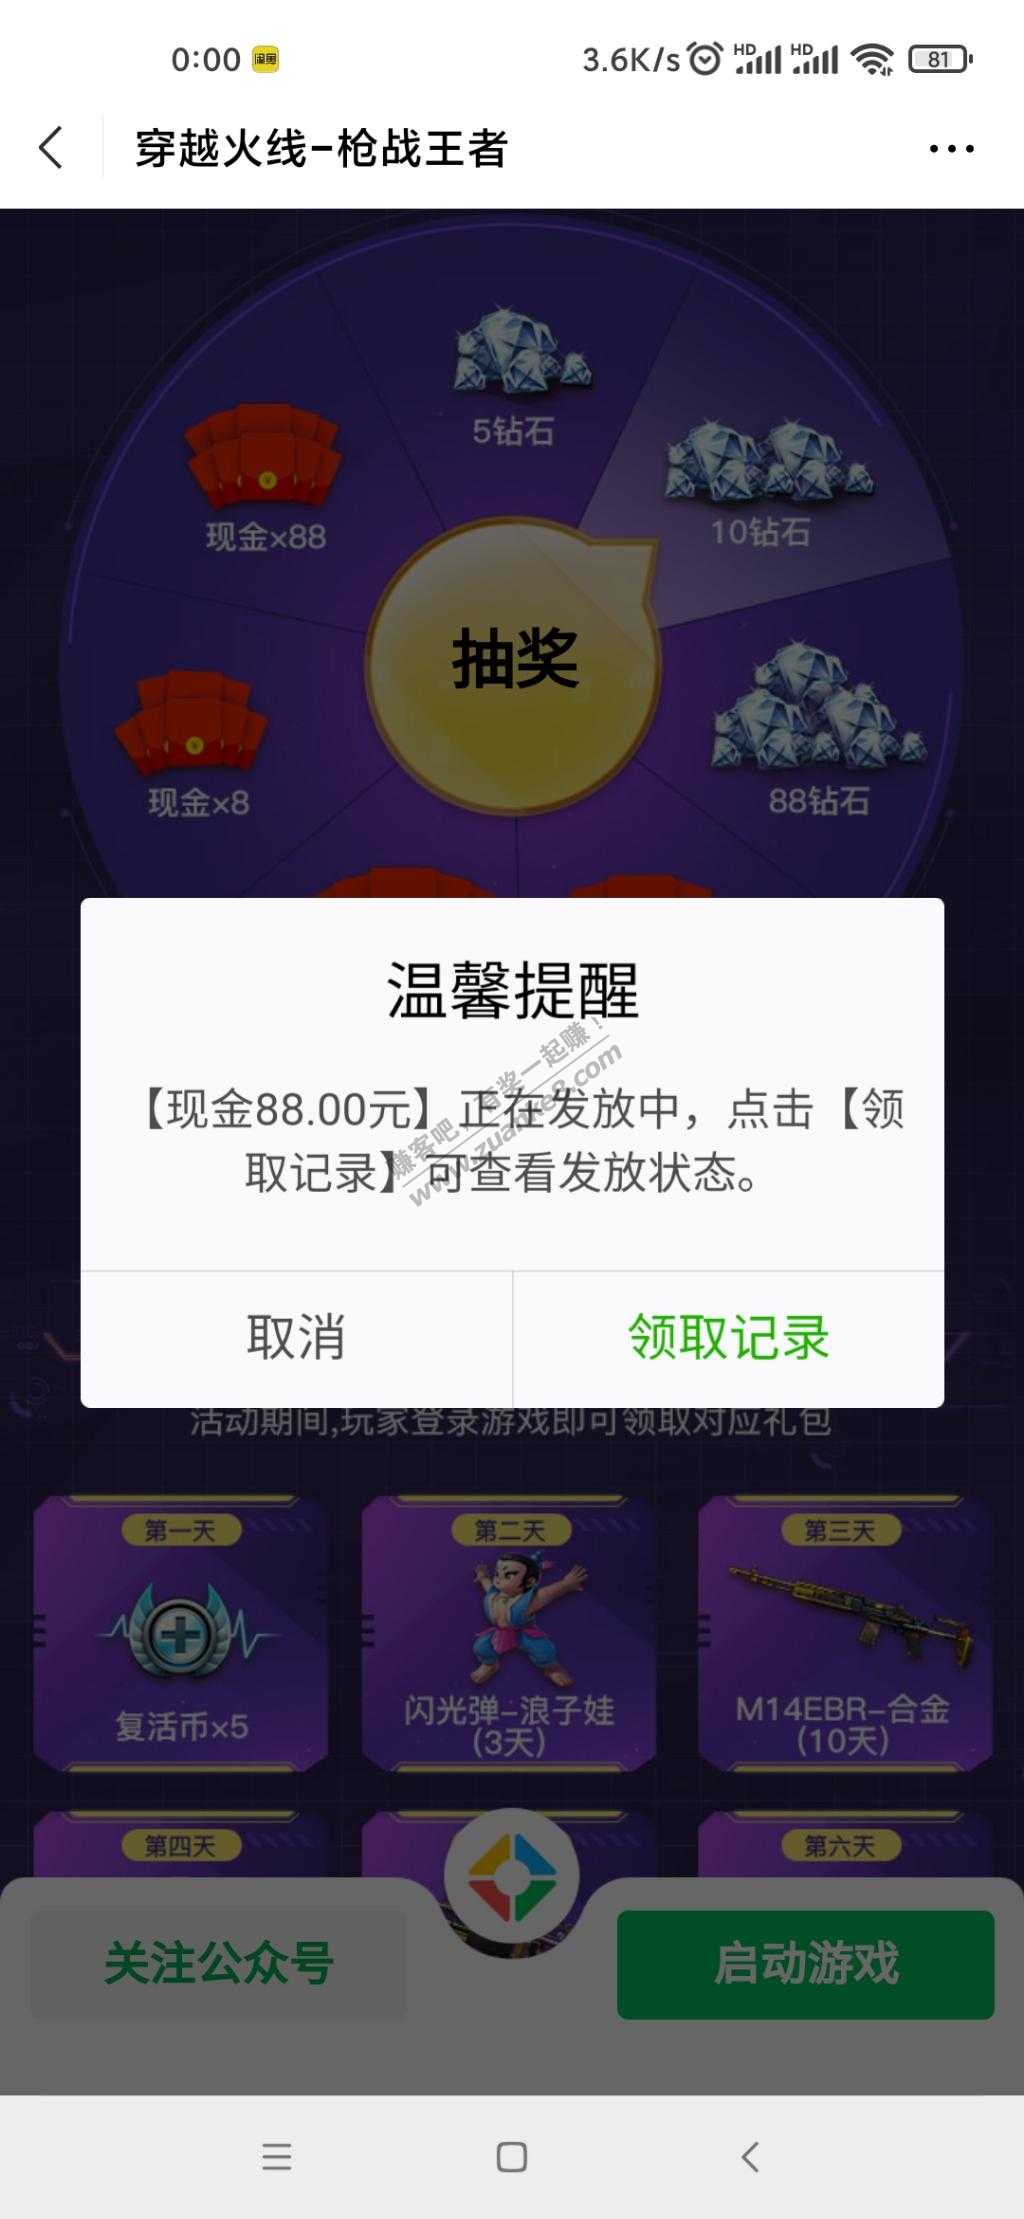 0:00 闲鱼 3.6K/s HD HD 81
穿越火线-枪战王者
5钻石
10钻石
现金×88
抽奖
88钻石
现金×8
温馨提醒
【现金88.00元】正在发放中，点击【领
取记录】可查看发放状态。
赚客吧，有奖一起赚！
www.zuanke8.com
取消
领取记录
活动期间,玩家登录游戏即可领取对应礼包
第一天
第二天
第三天
复活币×5
闪光弹-浪子娃
(3天)
M14EBR-合金
(10天)
第四天
第六天
关注公众号
启动游戏